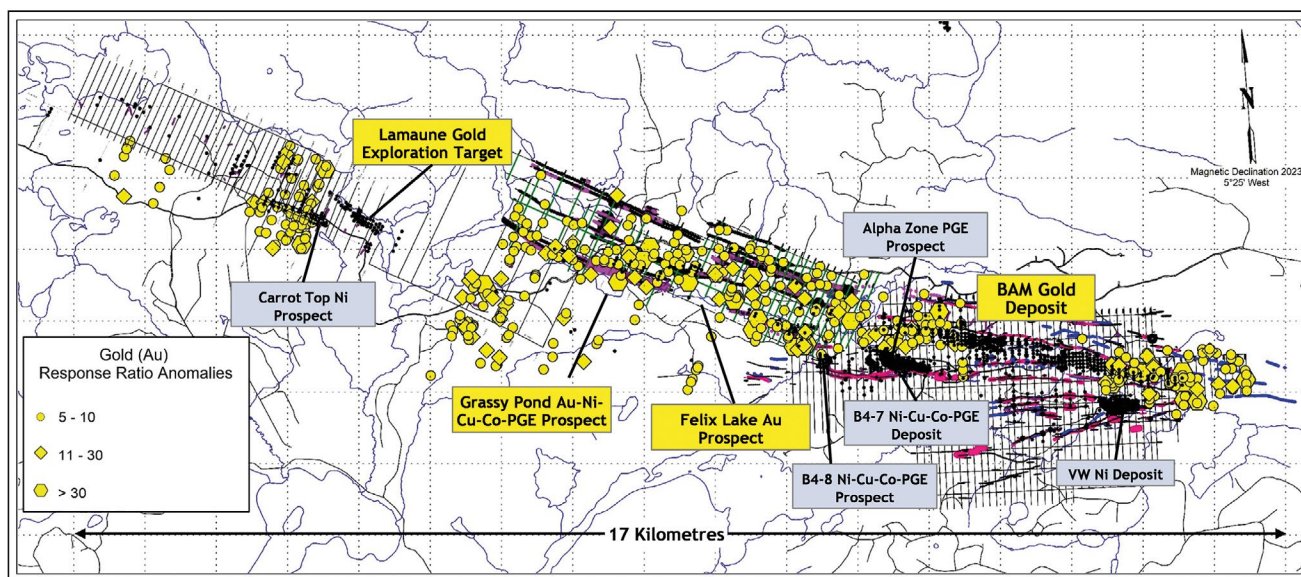 N
Magnetic Declination 2023
5°25' West
Lamaune Gold
Exploration Target
Alpha Zone PGE
Prospect
BAM Gold
Deposit
Carrot Top Ni
Prospect
Gold (Au)
Response Ratio Anomalies
5 - 10
11 - 30
> 30
Grassy Pond Au-Ni-
Cu-Co-PGE Prospect
Felix Lake Au
Prospect
B4-7 Ni-Cu-Co-PGE
Deposit
B4-8 Ni-Cu-Co-PGE
Prospect
VW Ni Deposit
17 Kilometres